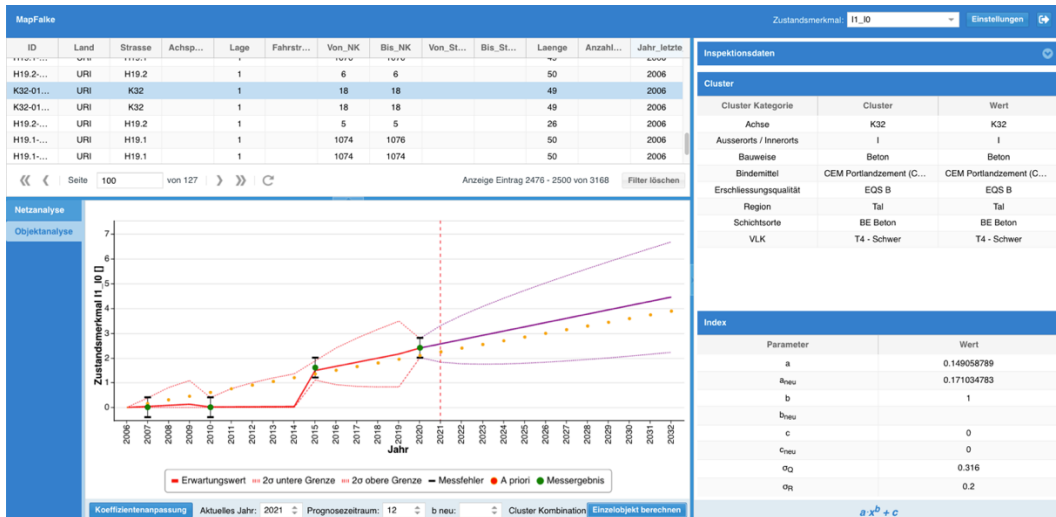 MapFalke Zustandsmerkmal: I1_I0 Einstellungen
ID Land Strasse Achsp... Lage Fahrstr... Von_NK Bis_NK Von_St... Bis_St... Laenge Anzahl... Jahr_letzte
H19.2-... URI H19.2 1 6 6 50 2006
K32-01... URI K32 1 18 18 49 2006
K32-01... URI K32 1 18 18 49 2006
H19.2-... URI H19.2 1 5 5 26 2006
H19.1-... URI H19.1 1 1074 1076 50 2006
H19.1-... URI H19.1 1 1074 1074 50 2006
Seite 100 von 127 Anzeige Eintrag 2476 - 2500 von 3168 Filter löschen
Netzanalyse
Objektanalyse
Zustandsmerkmal I1_I0 []
7
6
5
4
3
2
1
0
2006 2007 2008 2009 2010 2011 2012 2013 2014 2015 2016 2017 2018 2019 2020 2021 2022 2023 2024 2025 2026 2027 2028 2029 2030 2031 2032
Jahr
Erwartungswert 2σ untere Grenze 2σ obere Grenze Messfehler A priori Messergebnis
Koeffizientenanpassung Aktuelles Jahr: 2021 Prognosezeitraum: 12 b neu: Cluster Kombination Einzelobjekt berechnen
Inspektionsdaten
Cluster
Cluster Kategorie Cluster Wert
Achse K32 K32
Ausserorts / Innerorts I I
Bauweise Beton Beton
Bindemittel CEM Portlandzement (C... CEM Portlandzement (C...
Erschliessungsqualität EQS B EQS B
Region Tal Tal
Schichtsorte BE Beton BE Beton
VLK T4 - Schwer T4 - Schwer
Index
Parameter Wert
a 0.149058789
aneu 0.171034783
b 1
bneu
c 0
cneu 0
σQ 0.316
σR 0.2
a·x^b + c